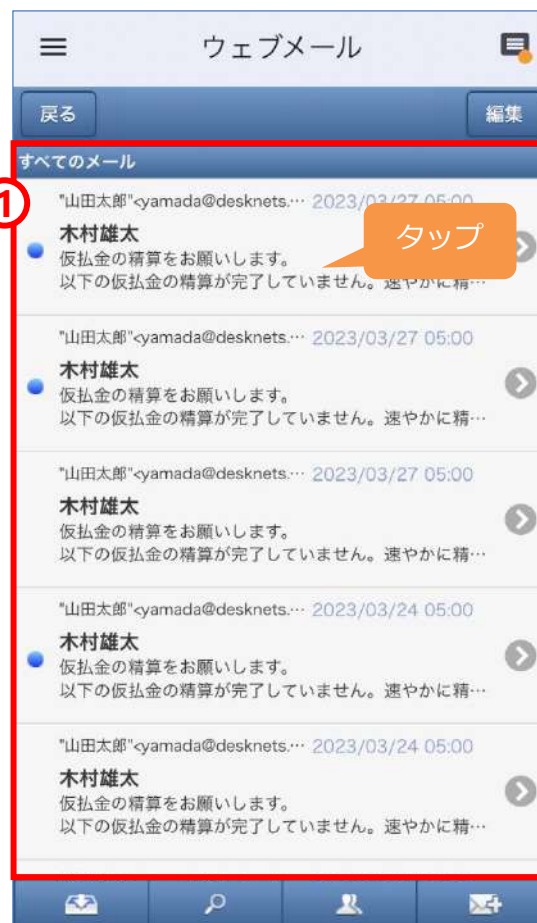 ウェブメール
戻る
編集
すべてのメール
1
"山田太郎"<yamada@desknets.… 2023/03/27 05:00
タップ
木村雄太
仮払金の精算をお願いします。
以下の仮払金の精算が完了していません。速やかに精…
"山田太郎"<yamada@desknets.… 2023/03/27 05:00
木村雄太
仮払金の精算をお願いします。
以下の仮払金の精算が完了していません。速やかに精…
"山田太郎"<yamada@desknets.… 2023/03/27 05:00
木村雄太
仮払金の精算をお願いします。
以下の仮払金の精算が完了していません。速やかに精…
"山田太郎"<yamada@desknets.… 2023/03/24 05:00
木村雄太
仮払金の精算をお願いします。
以下の仮払金の精算が完了していません。速やかに精…
"山田太郎"<yamada@desknets.… 2023/03/24 05:00
木村雄太
仮払金の精算をお願いします。
以下の仮払金の精算が完了していません。速やかに精…